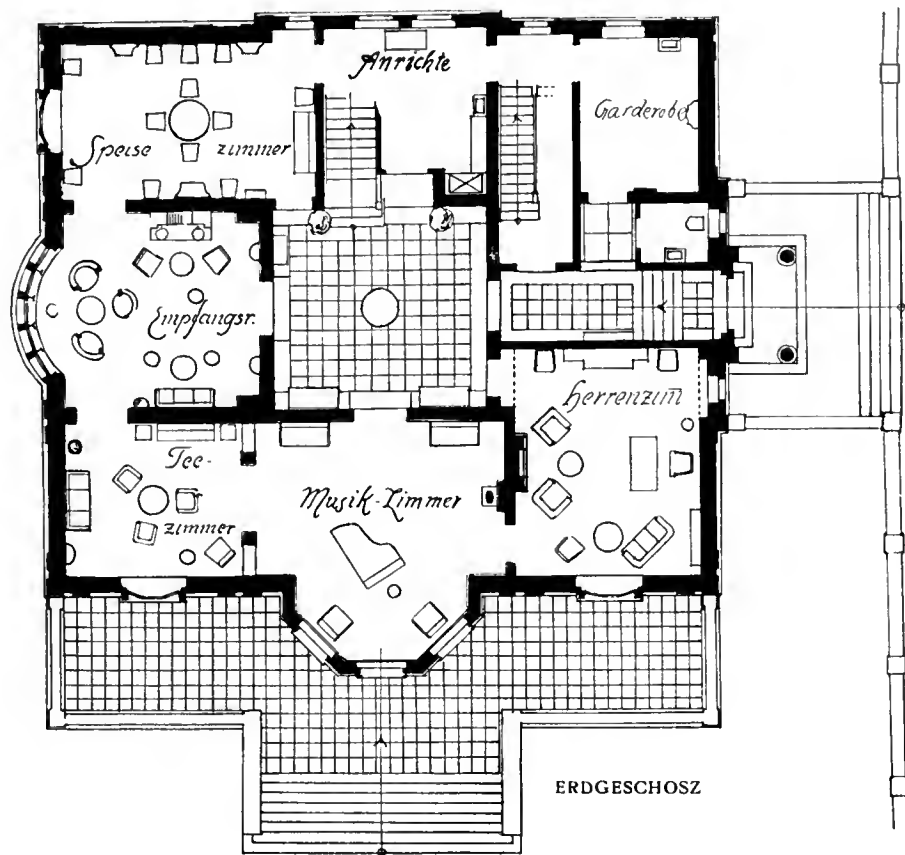 Anrichte
Garderobe
Speise zimmer
Empfangsr.
Herrenzim̄
Tee-
zimmer
Musik-Zimmer
ERDGESCHOSZ